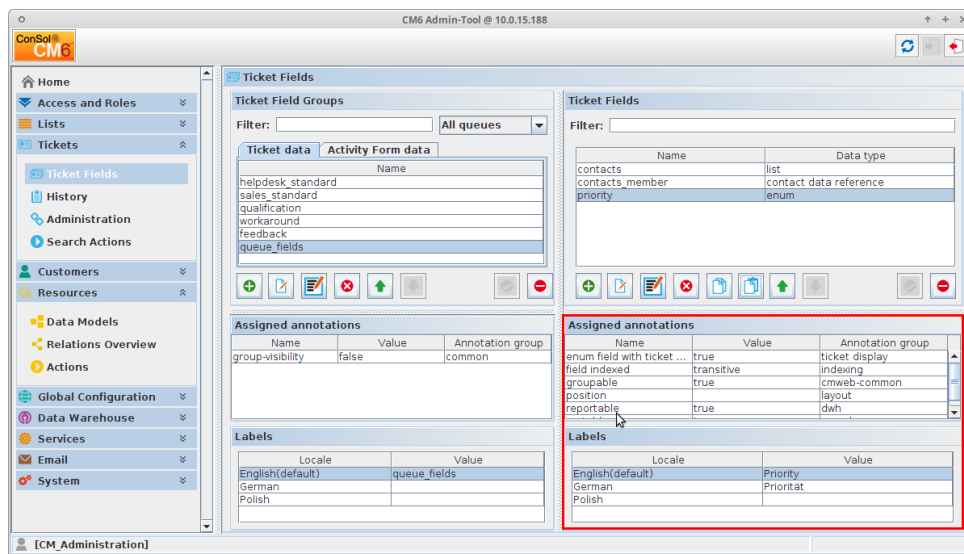 CM6 Admin-Tool @ 10.0.15.188
ConSol
CM6
Home
Access and Roles
Lists
Tickets
Ticket Fields
History
Administration
Search Actions
Customers
Resources
Data Models
Relations Overview
Actions
Global Configuration
Data Warehouse
Services
Email
System
Ticket Fields
Ticket Field Groups
Filter:
All queues
Ticket data Activity Form data
Name
helpdesk_standard
sales_standard
qualification
workaround
feedback
queue_fields
Assigned annotations
Name Value Annotation group
group-visibility false common
Labels
Locale Value
English(default) queue_fields
German
Polish
Ticket Fields
Filter:
Name Data type
contacts list
contacts_member contact data reference
priority enum
Assigned annotations
Name Value Annotation group
enum field with ticket ... true ticket display
field indexed transitive indexing
groupable true cmweb-common
position layout
reportable true dwh
Labels
Locale Value
English(default) Priority
German Priorität
Polish
[CM_Administration]